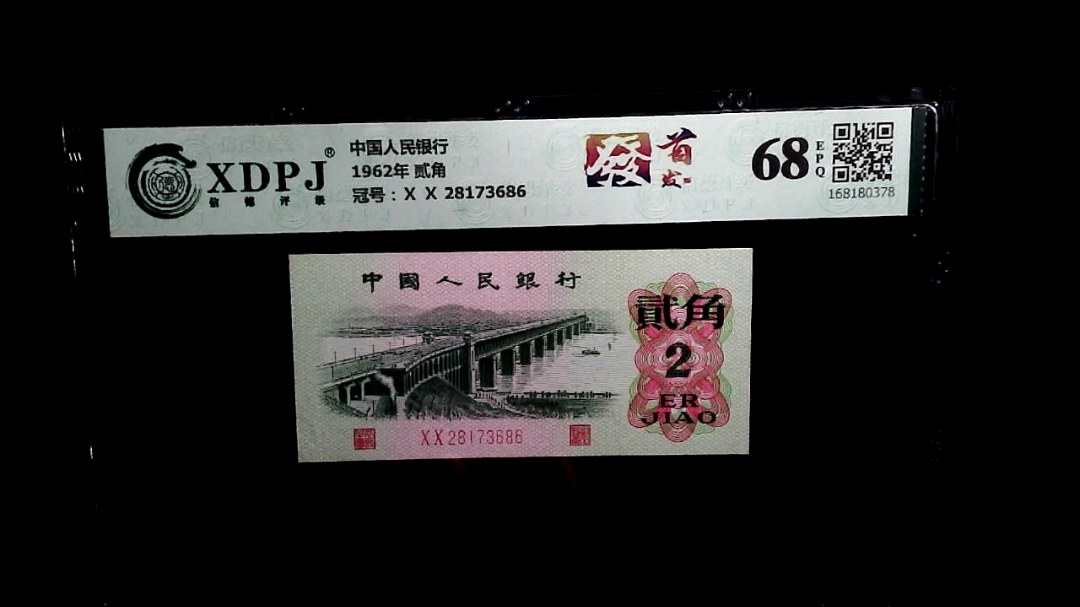 XDPJ®
信德评级
中国人民银行
1962年 贰角
冠号：X X 28173686
發
首发
68
EPQ
168180378
中國人民銀行
貳角
2
ER
JIAO
XX28173686